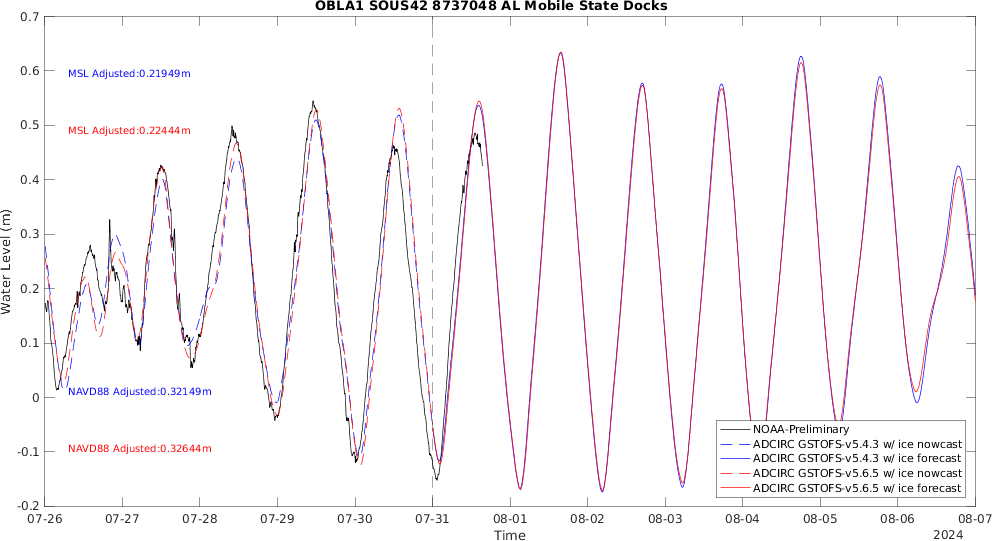 OBLA1 SOUS42 8737048 AL Mobile State Docks
0.7
0.6
0.5
0.4
0.3
0.2
0.1
0
-0.1
-0.2
Water Level (m)
MSL Adjusted:0.21949m
MSL Adjusted:0.22444m
NAVD88 Adjusted:0.32149m
NAVD88 Adjusted:0.32644m
NOAA-Preliminary
ADCIRC GSTOFS-v5.4.3 w/ ice nowcast
ADCIRC GSTOFS-v5.4.3 w/ ice forecast
ADCIRC GSTOFS-v5.6.5 w/ ice nowcast
ADCIRC GSTOFS-v5.6.5 w/ ice forecast
07-26 07-27 07-28 07-29 07-30 07-31 08-01 08-02 08-03 08-04 08-05 08-06 08-07
Time
2024